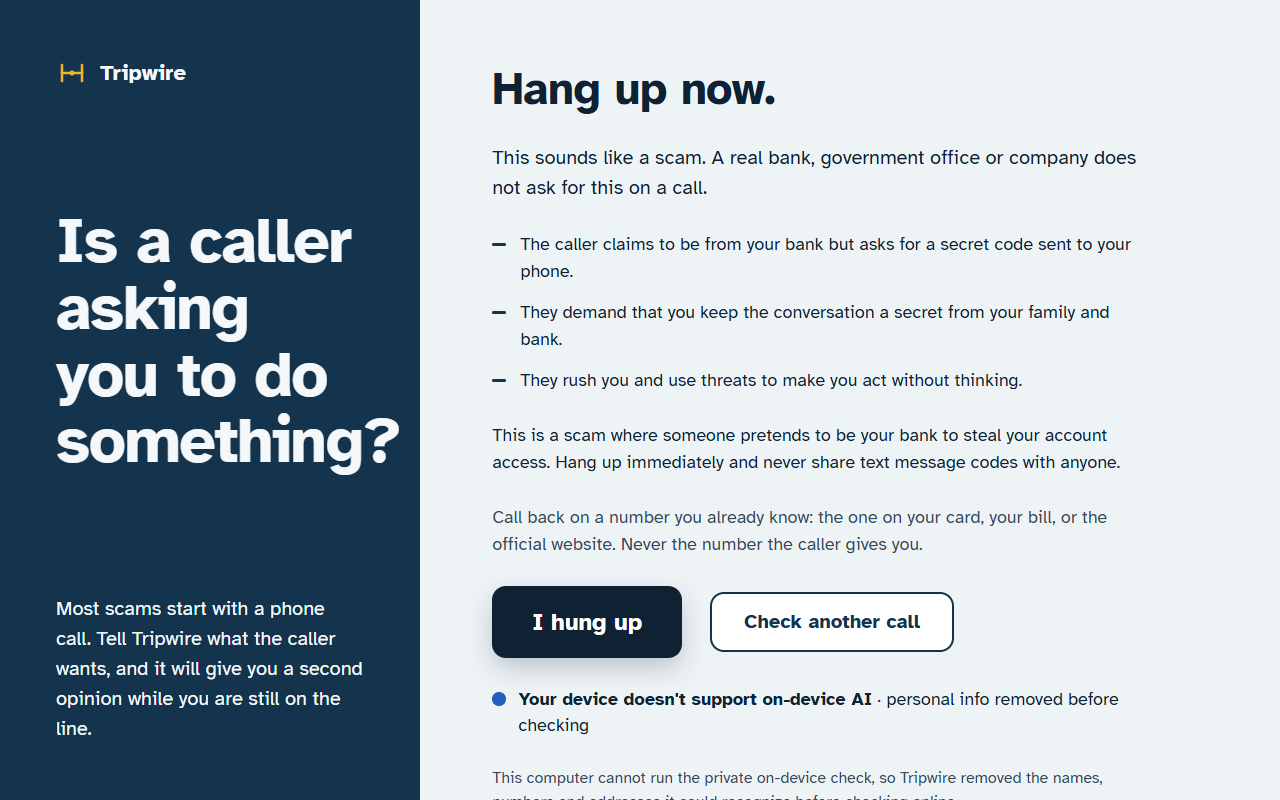 Tripwire
Is a caller
asking
you to do
something?
Most scams start with a phone
call. Tell Tripwire what the caller
wants, and it will give you a second
opinion while you are still on the
line.
Hang up now.
This sounds like a scam. A real bank, government office or company does
not ask for this on a call.
The caller claims to be from your bank but asks for a secret code sent to your
phone.
They demand that you keep the conversation a secret from your family and
bank.
They rush you and use threats to make you act without thinking.
This is a scam where someone pretends to be your bank to steal your account
access. Hang up immediately and never share text message codes with anyone.
Call back on a number you already know: the one on your card, your bill, or the
official website. Never the number the caller gives you.
I hung up
Check another call
Your device doesn't support on-device AI · personal info removed before
checking
This computer cannot run the private on-device check, so Tripwire removed the names,
numbers and addresses it could recognize before checking online.